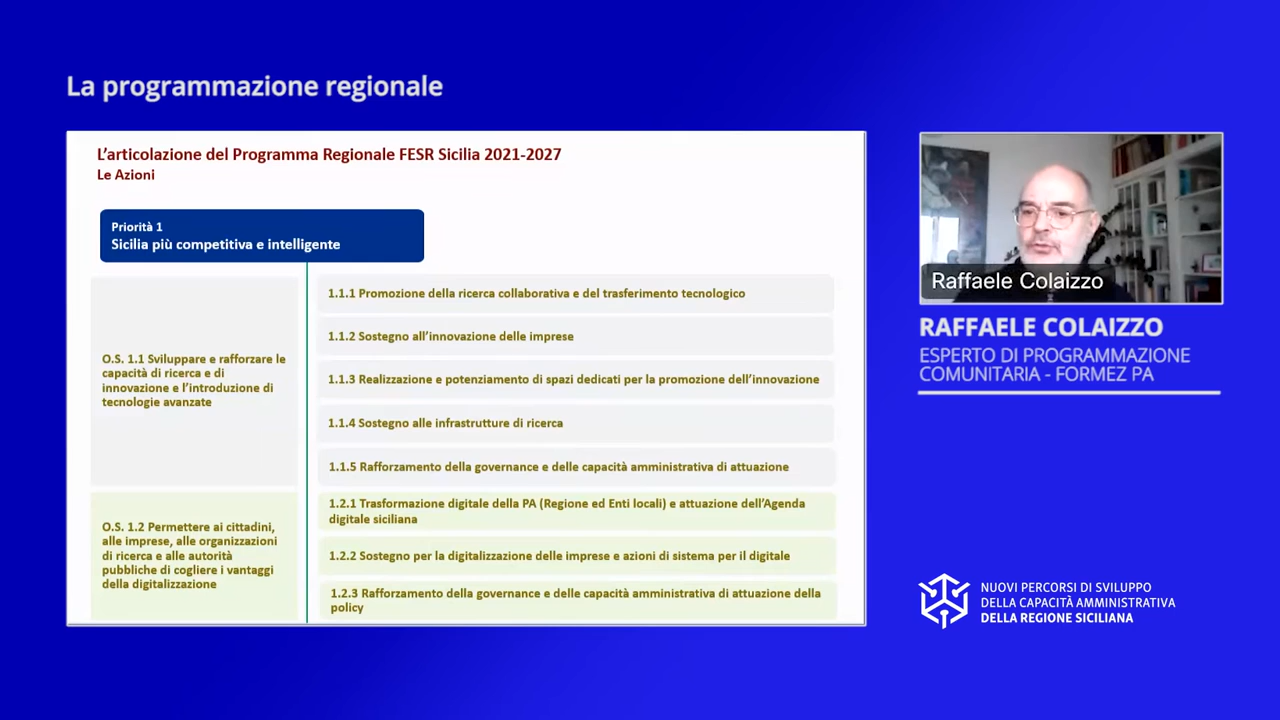 La programmazione regionale
L'articolazione del Programma Regionale FESR Sicilia 2021-2027
Le Azioni
Priorità 1
Sicilia più competitiva e intelligente
O.S. 1.1 Sviluppare e rafforzare le
capacità di ricerca e di
innovazione e l'introduzione di
tecnologie avanzate
1.1.1 Promozione della ricerca collaborativa e del trasferimento tecnologico
1.1.2 Sostegno all'innovazione delle imprese
1.1.3 Realizzazione e potenziamento di spazi dedicati per la promozione dell'innovazione
1.1.4 Sostegno alle infrastrutture di ricerca
1.1.5 Rafforzamento della governance e delle capacità amministrativa di attuazione
O.S. 1.2 Permettere ai cittadini,
alle imprese, alle organizzazioni
di ricerca e alle autorità
pubbliche di cogliere i vantaggi
della digitalizzazione
1.2.1 Trasformazione digitale della PA (Regione ed Enti locali) e attuazione dell'Agenda
digitale siciliana
1.2.2 Sostegno per la digitalizzazione delle imprese e azioni di sistema per il digitale
1.2.3 Rafforzamento della governance e delle capacità amministrativa di attuazione della
policy
Raffaele Colaizzo
RAFFAELE COLAIZZO
ESPERTO DI PROGRAMMAZIONE
COMUNITARIA - FORMEZ PA
NUOVI PERCORSI DI SVILUPPO
DELLA CAPACITÀ AMMINISTRATIVA
DELLA REGIONE SICILIANA